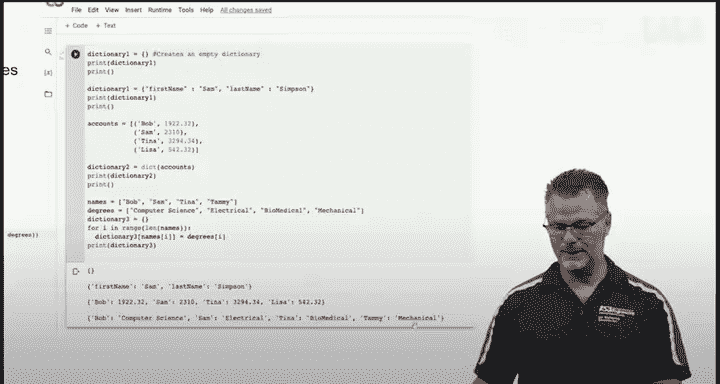 File Edit View Insert Runtime Tools Help All changes saved
+ Code + Text
es
dictionary1 = {} #Creates an empty dictionary
print(dictionary1)
print()
dictionary1 = {"firstName" : "Sam", "lastName" : "Simpson"}
print(dictionary1)
print()
accounts = [('Bob', 1922.32),
('Sam', 2310),
('Tina', 3294.34),
('Lisa', 542.32)]
dictionary2 = dict(accounts)
print(dictionary2)
print()
names = ["Bob", "Sam", "Tina", "Tammy"]
degrees = ["Computer Science", "Electrical", "BioMedical", "Mechanical"]
dictionary3 = {}
for i in range(len(names)):
degrees))
dictionary3[names[i]] = degrees[i]
print(dictionary3)
{}
{'firstName': 'Sam', 'lastName': 'Simpson'}
{'Bob': 1922.32, 'Sam': 2310, 'Tina': 3294.34, 'Lisa': 542.32}
{'Bob': 'Computer Science', 'Sam': 'Electrical', 'Tina': 'BioMedical', 'Tammy': 'Mechanical'}